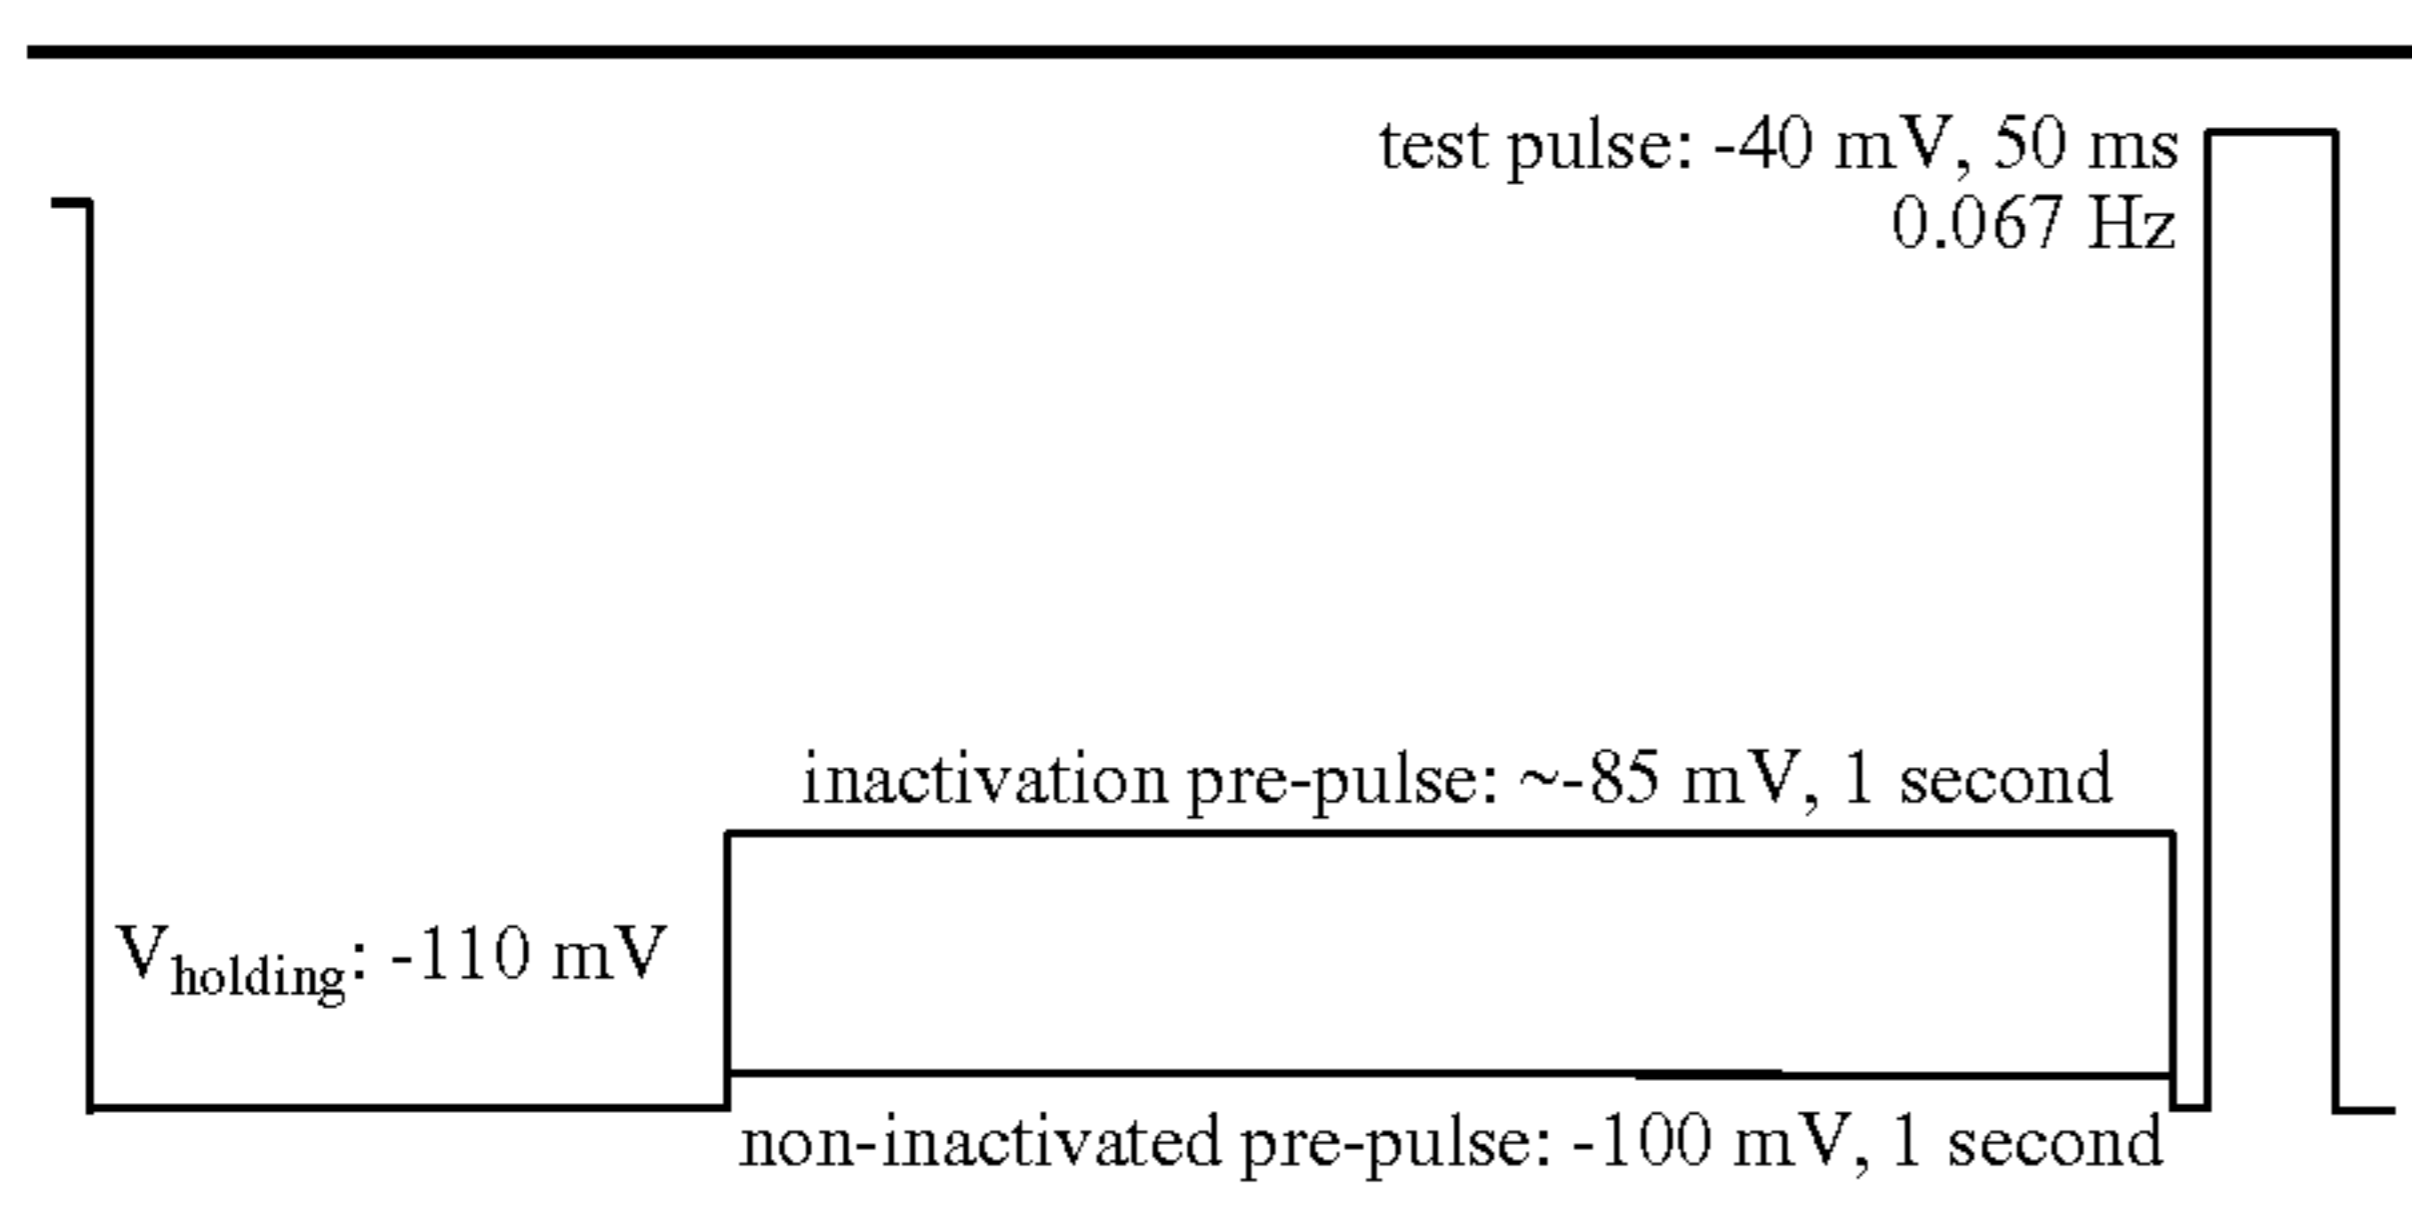 test pulse: -40 mV, 50 ms
0.067 Hz
inactivation pre-pulse: ~-85 mV, 1 second
Vholding: -110 mV
non-inactivated pre-pulse: -100 mV, 1 second